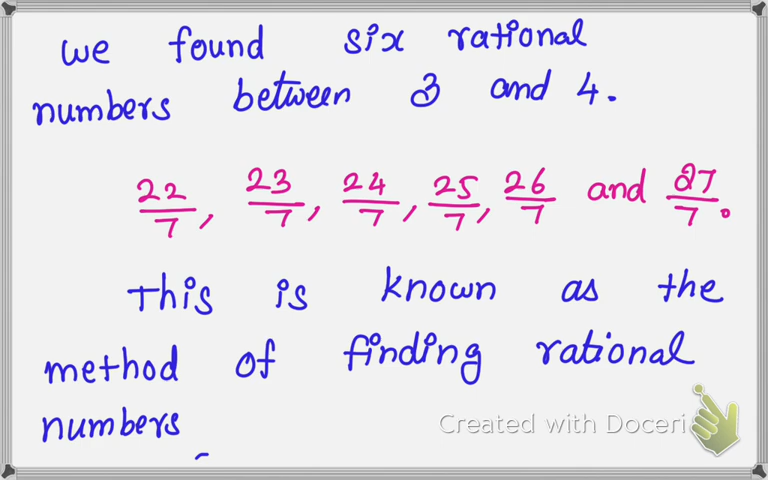 we found six rational
numbers between 3 and 4.
22/7, 23/7, 24/7, 25/7, 26/7 and 27/7.
This is known as the
method of finding rational
numbers
Created with Doceri